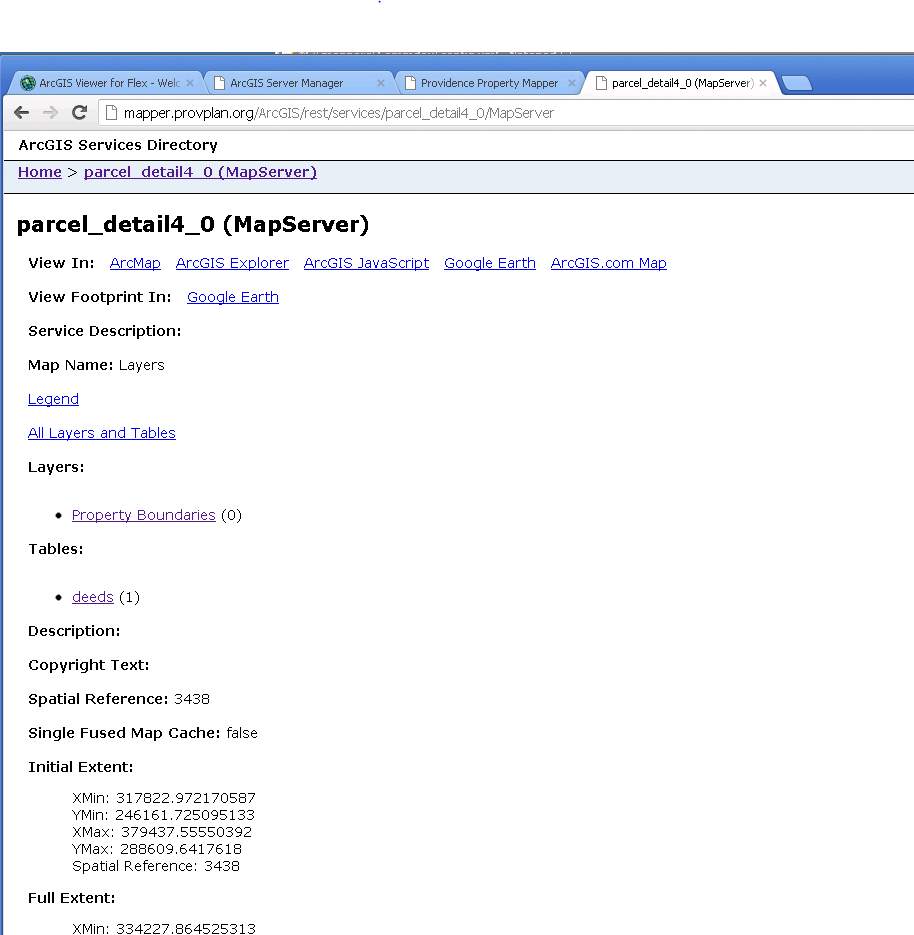 ArcGIS Viewer for Flex - Welc
ArcGIS Server Manager
Providence Property Mapper
parcel_detail4_0 (MapServer)
mapper.provplan.org/ArcGIS/rest/services/parcel_detail4_0/MapServer
ArcGIS Services Directory
Home > parcel_detail4_0 (MapServer)
parcel_detail4_0 (MapServer)
View In: ArcMap ArcGIS Explorer ArcGIS JavaScript Google Earth ArcGIS.com Map
View Footprint In: Google Earth
Service Description:
Map Name: Layers
Legend
All Layers and Tables
Layers:
• Property Boundaries (0)
Tables:
• deeds (1)
Description:
Copyright Text:
Spatial Reference: 3438
Single Fused Map Cache: false
Initial Extent:
XMin: 317822.972170587
YMin: 246161.725095133
XMax: 379437.55550392
YMax: 288609.6417618
Spatial Reference: 3438
Full Extent:
XMin: 334227.864525313